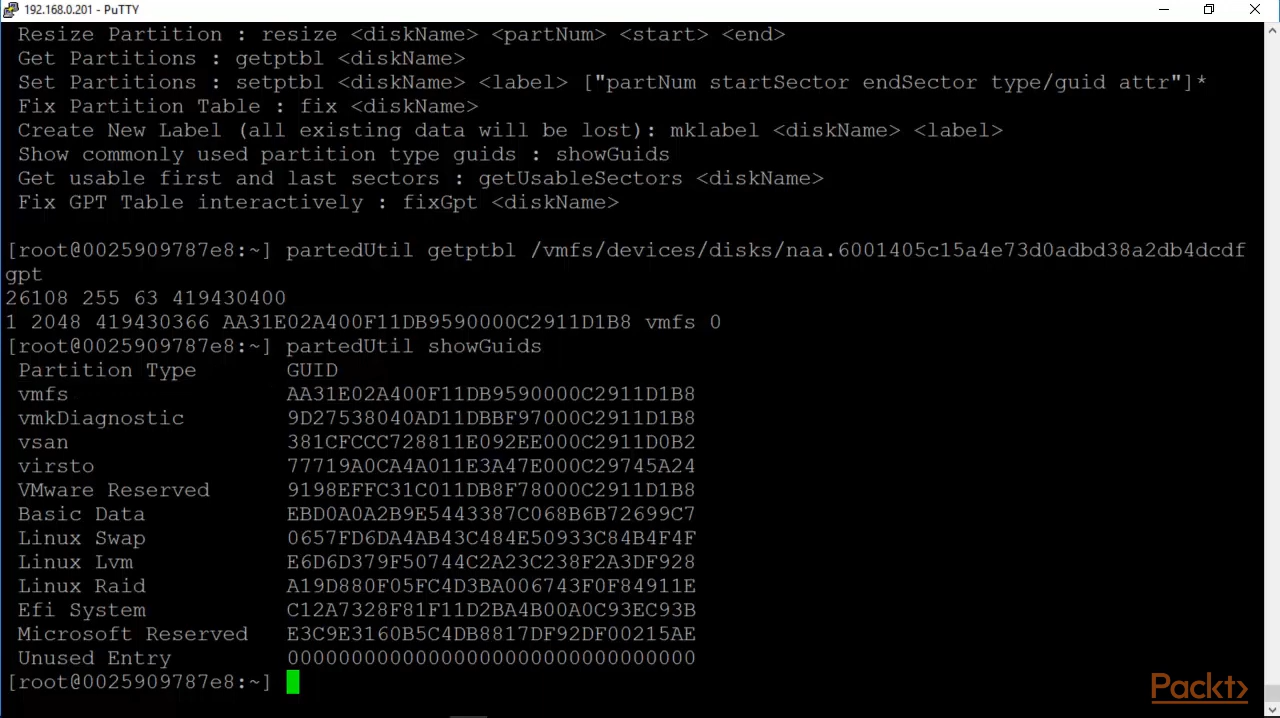 192.168.0.201 - PuTTY
Resize Partition : resize <diskName> <partNum> <start> <end>
Get Partitions : getptbl <diskName>
Set Partitions : setptbl <diskName> <label> ["partNum startSector endSector type/guid attr"]*
Fix Partition Table : fix <diskName>
Create New Label (all existing data will be lost): mklabel <diskName> <label>
Show commonly used partition type guids : showGuids
Get usable first and last sectors : getUsableSectors <diskName>
Fix GPT Table interactively : fixGpt <diskName>
[root@0025909787e8:~] partedUtil getptbl /vmfs/devices/disks/naa.6001405c15a4e73d0adbd38a2db4dcdf
gpt
26108 255 63 419430400
1 2048 419430366 AA31E02A400F11DB9590000C2911D1B8 vmfs 0
[root@0025909787e8:~] partedUtil showGuids
Partition Type GUID
vmfs AA31E02A400F11DB9590000C2911D1B8
vmkDiagnostic 9D27538040AD11DBBF97000C2911D1B8
vsan 381CFCCC728811E092EE000C2911D0B2
virsto 77719A0CA4A011E3A47E000C29745A24
VMware Reserved 9198EFFC31C011DB8F78000C2911D1B8
Basic Data EBD0A0A2B9E5443387C068B6B72699C7
Linux Swap 0657FD6DA4AB43C484E50933C84B4F4F
Linux Lvm E6D6D379F50744C2A23C238F2A3DF928
Linux Raid A19D880F05FC4D3BA006743F0F84911E
Efi System C12A7328F81F11D2BA4B00A0C93EC93B
Microsoft Reserved E3C9E3160B5C4DB8817DF92DF00215AE
Unused Entry 00000000000000000000000000000000
[root@0025909787e8:~]
Packt>